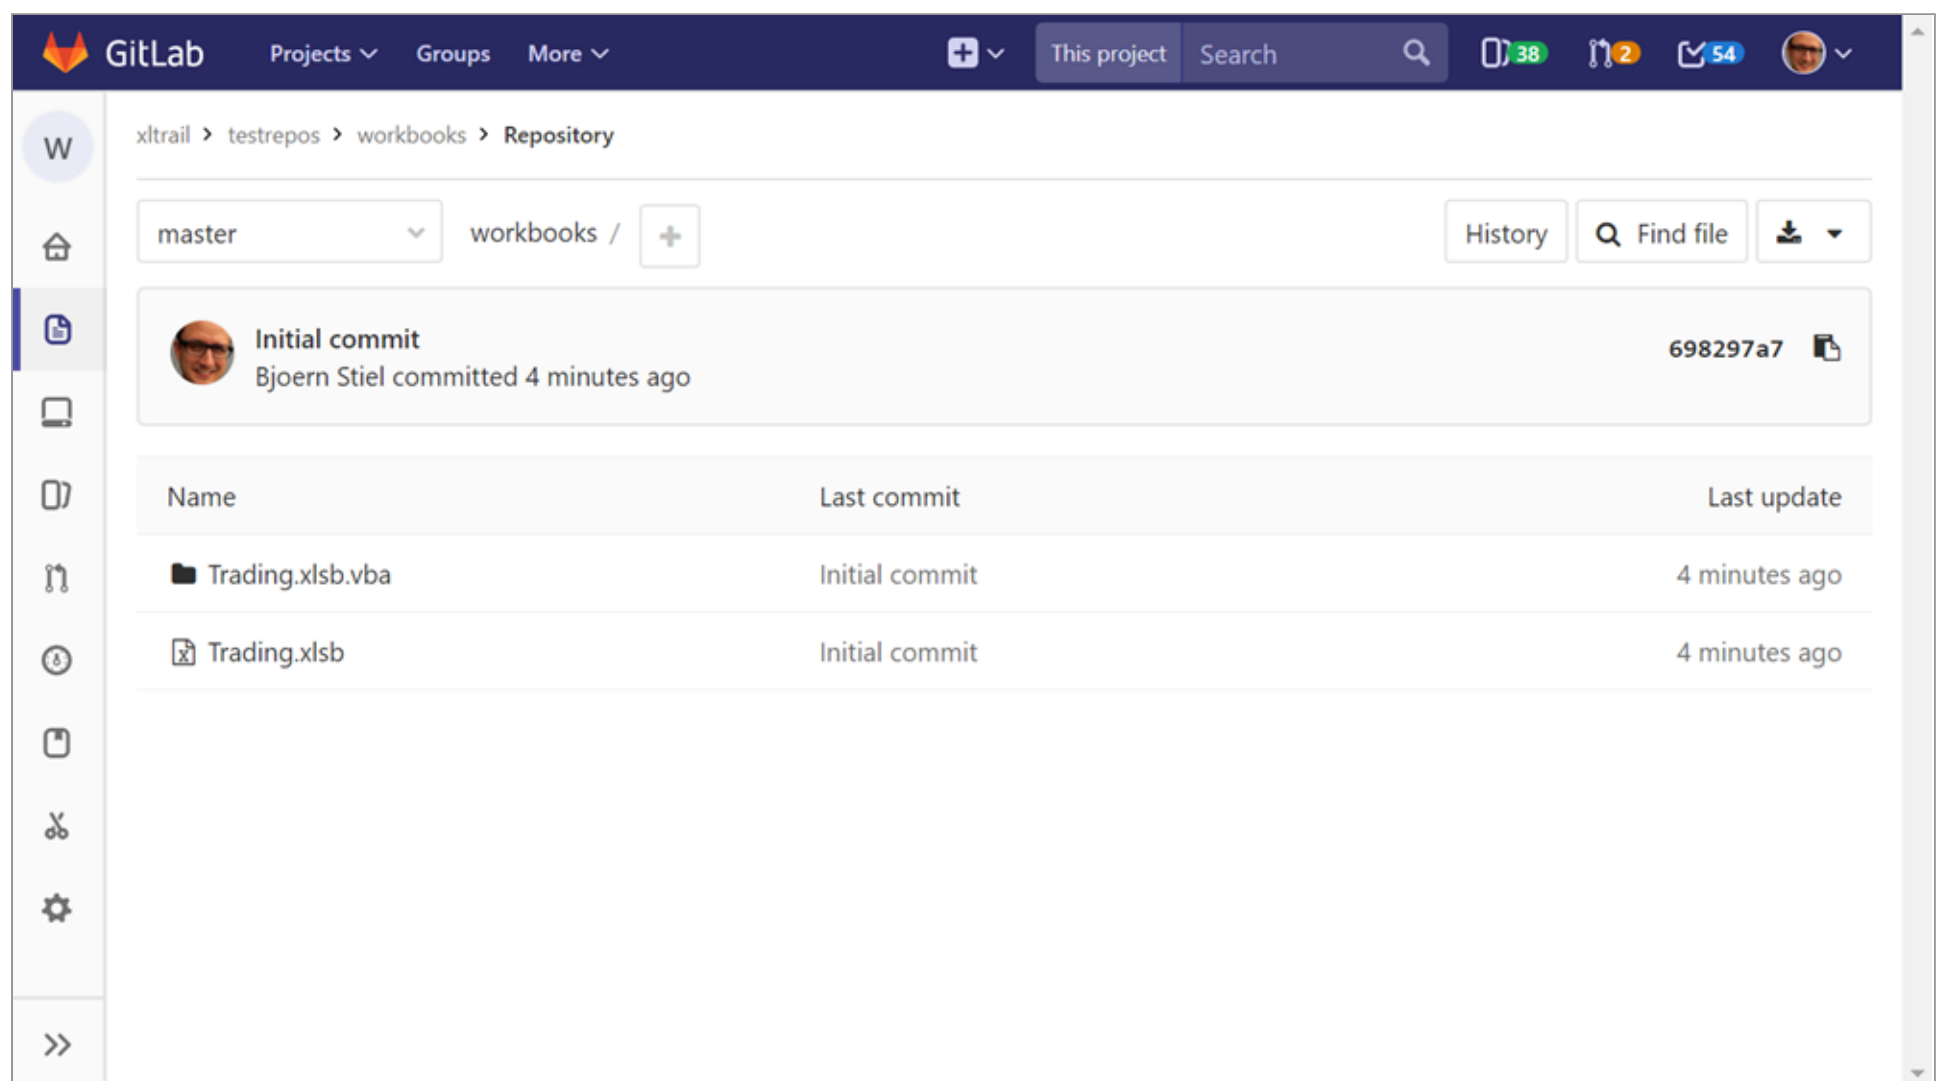 GitLab Projects Groups More This project Search 38 2 54
W xltrail > testrepos > workbooks > Repository
master workbooks / + History Find file
Initial commit
Bjoern Stiel committed 4 minutes ago
698297a7
Name Last commit Last update
Trading.xlsb.vba Initial commit 4 minutes ago
Trading.xlsb Initial commit 4 minutes ago